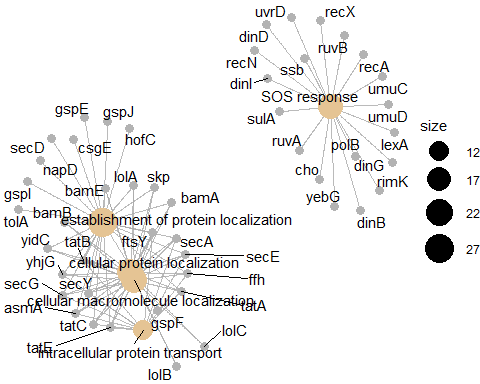 uvrD
recX
dinD
ruvB
recN
ssb
recA
dinI
SOS response
umuC
sulA
umuD
ruvA
polB
lexA
cho
dinG
rimK
yebG
dinB
size
12
17
22
27
gspE
gspJ
hofC
secD
csgE
napD
lolA
skp
gspI
bamE
bamA
tolA
bamB
establishment of protein localization
yidC
tatB
ftsY
secA
secE
yhjG
cellular protein localization
ffh
secG
secY
cellular macromolecule localization
tatA
asmA
tatC
gspF
lolC
tatE
intracellular protein transport
lolB